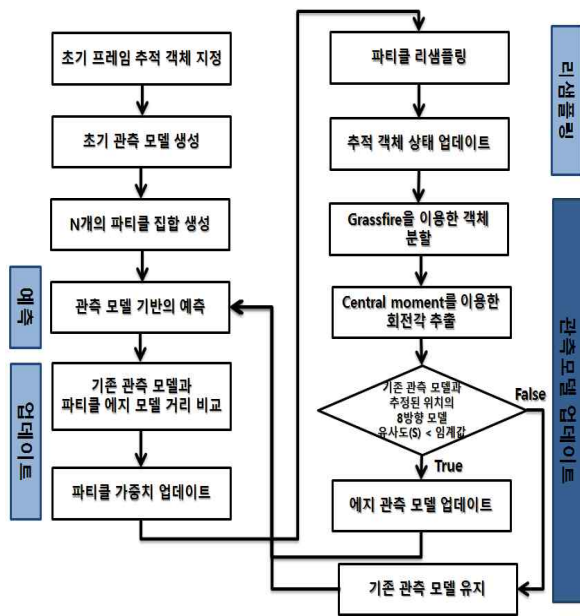 초기 프레임 추적 객체 지정
초기 관측 모델 생성
N개의 파티클 집합 생성
예측
관측 모델 기반의 예측
업데이트
기존 관측 모델과
파티클 에지 모델 거리 비교
파티클 가중치 업데이트
리샘플링
파티클 리샘플링
추적 객체 상태 업데이트
관측모델 업데이트
Grassfire을 이용한 객체
분할
Central moment를 이용한
회전각 추출
기존 관측 모델과
추정된 위치의
8방향 모델
유사도(S) < 임계값
False
True
에지 관측 모델 업데이트
기존 관측 모델 유지